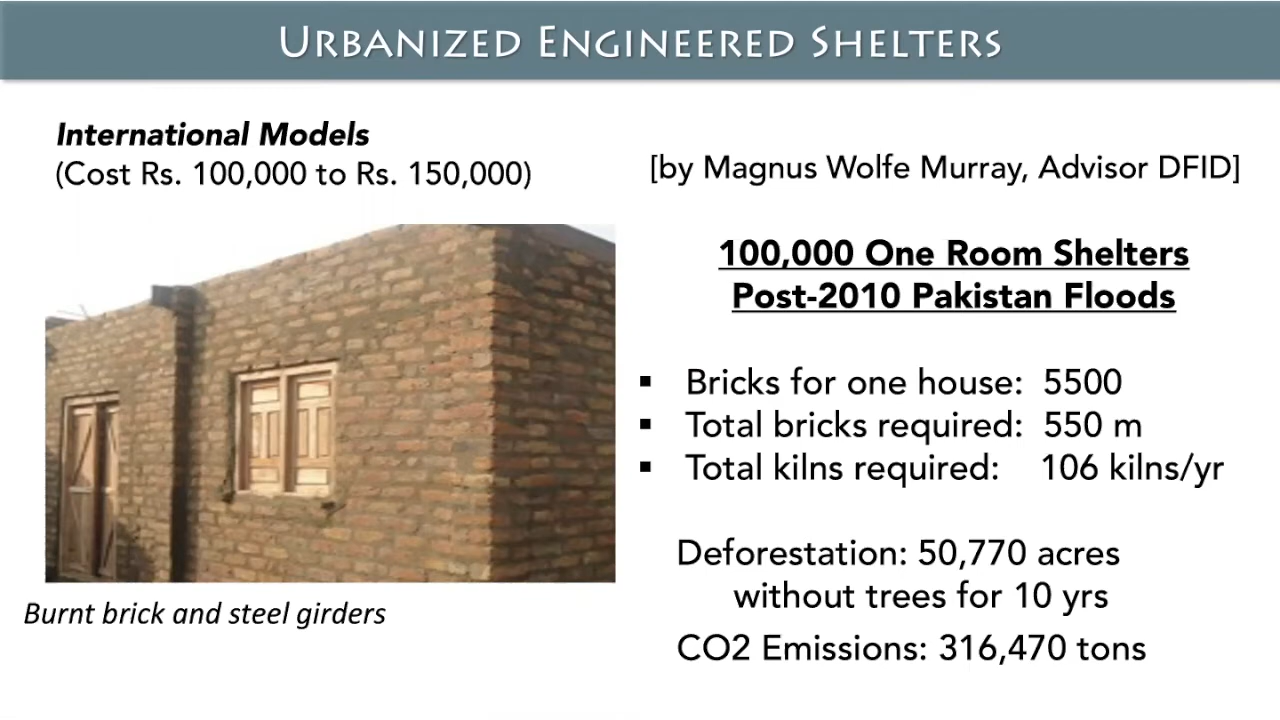 URBANIZED ENGINEERED SHELTERS
International Models
(Cost Rs. 100,000 to Rs. 150,000)
[by Magnus Wolfe Murray, Advisor DFID]
100,000 One Room Shelters
Post-2010 Pakistan Floods
▪ Bricks for one house: 5500
▪ Total bricks required: 550 m
▪ Total kilns required: 106 kilns/yr
Deforestation: 50,770 acres
without trees for 10 yrs
CO2 Emissions: 316,470 tons
Burnt brick and steel girders